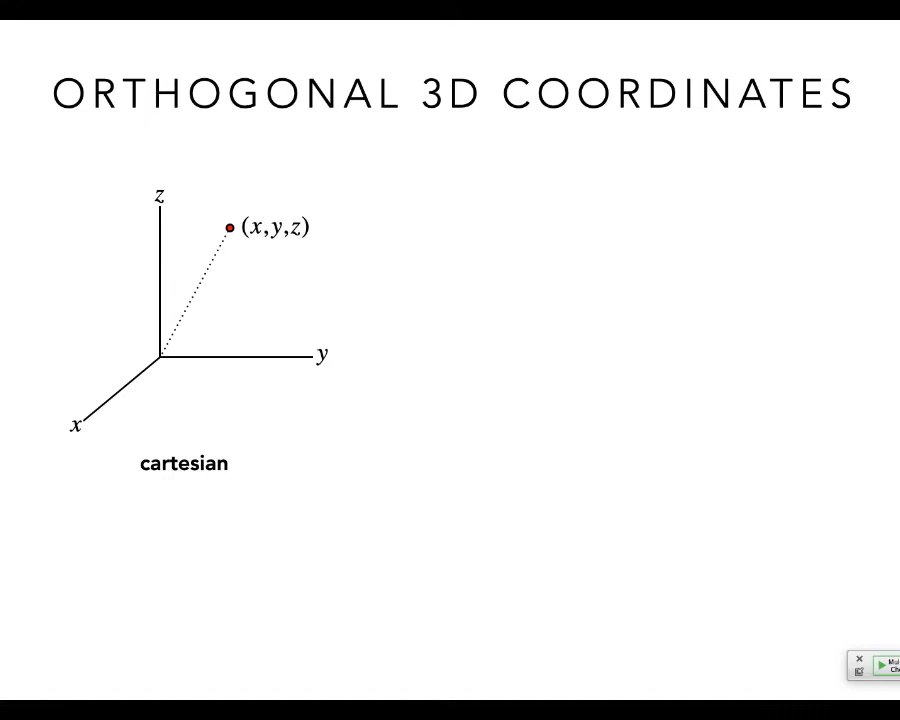 ORTHOGONAL 3D COORDINATES
z
(x,y,z)
y
x
cartesian